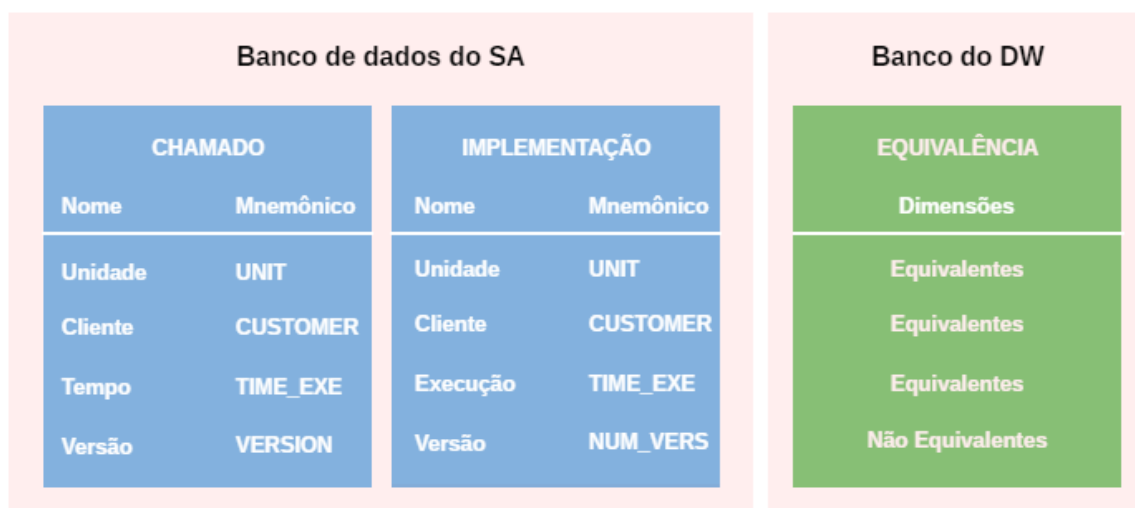 Banco de dados do SA
Banco do DW
CHAMADO
IMPLEMENTAÇÃO
EQUIVALÊNCIA
Nome Mnemônico
Nome Mnemônico
Dimensões
Unidade UNIT
Unidade UNIT
Equivalentes
Cliente CUSTOMER
Cliente CUSTOMER
Equivalentes
Tempo TIME_EXE
Execução TIME_EXE
Equivalentes
Versão VERSION
Versão NUM_VERS
Não Equivalentes